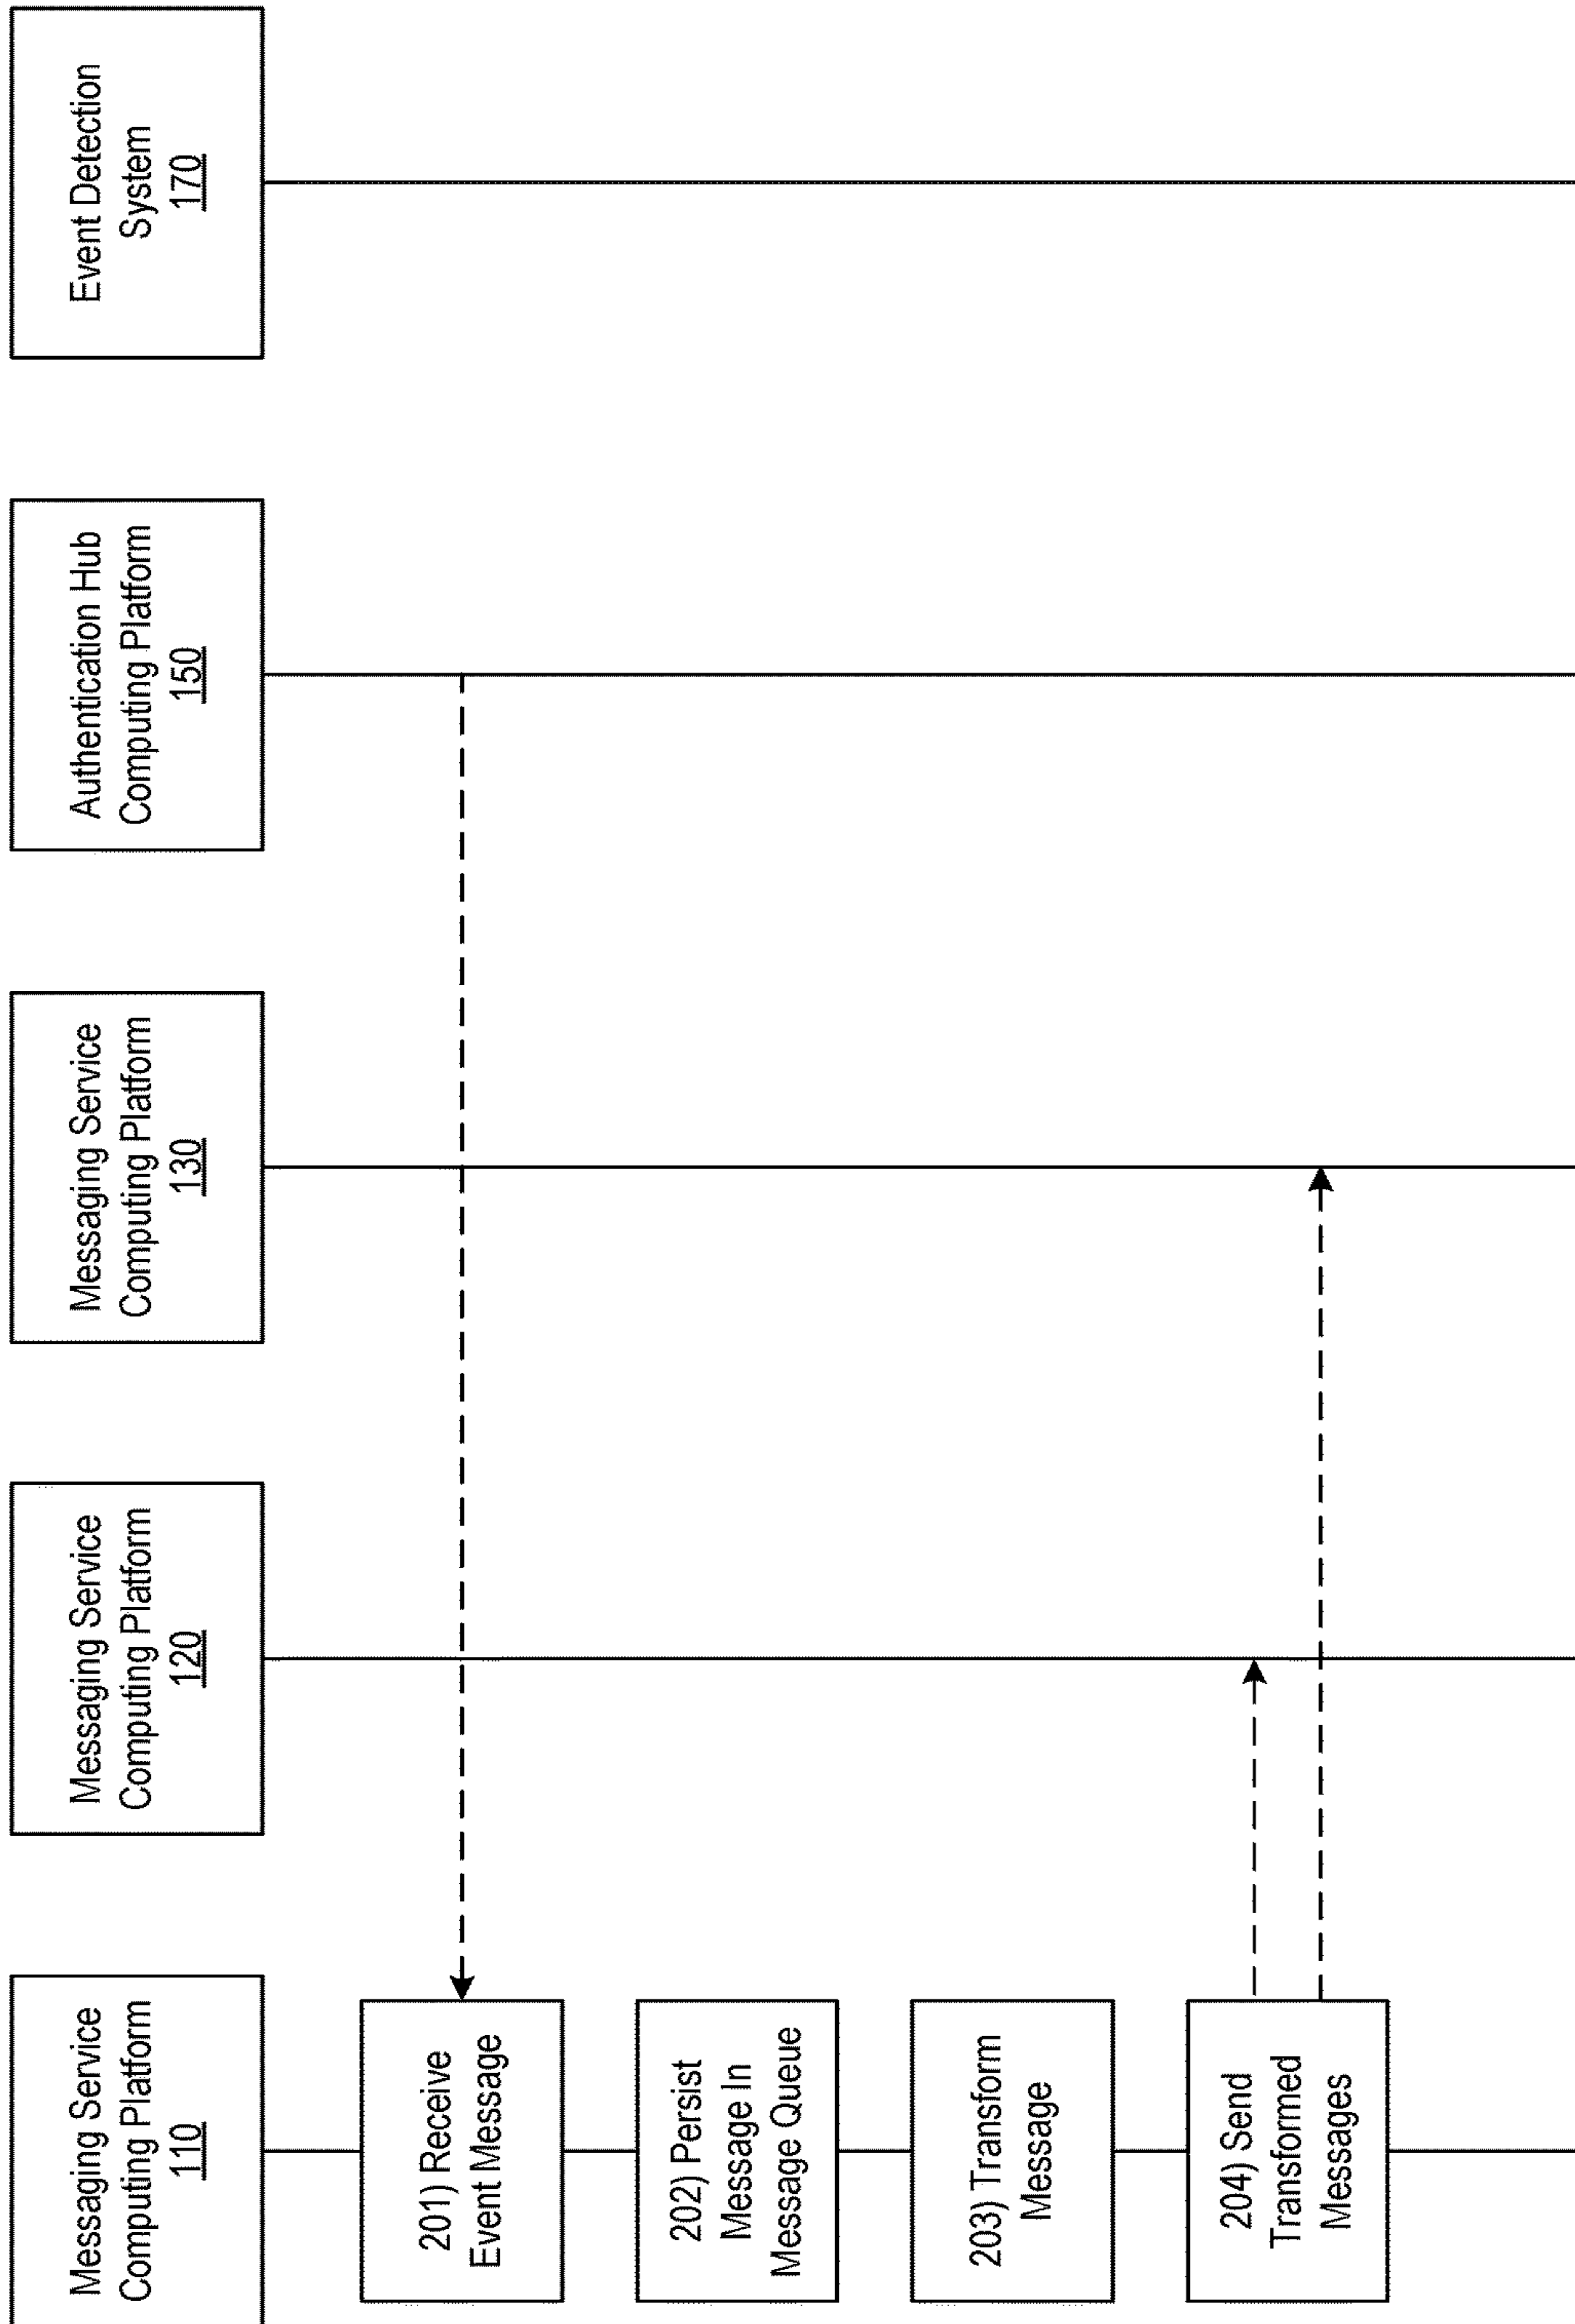 Messaging Service
Computing Platform
110
Messaging Service
Computing Platform
120
Messaging Service
Computing Platform
130
Authentication Hub
Computing Platform
150
Event Detection
System
170
201) Receive
Event Message
202) Persist
Message In
Message Queue
203) Transform
Message
204) Send
Transformed
Messages